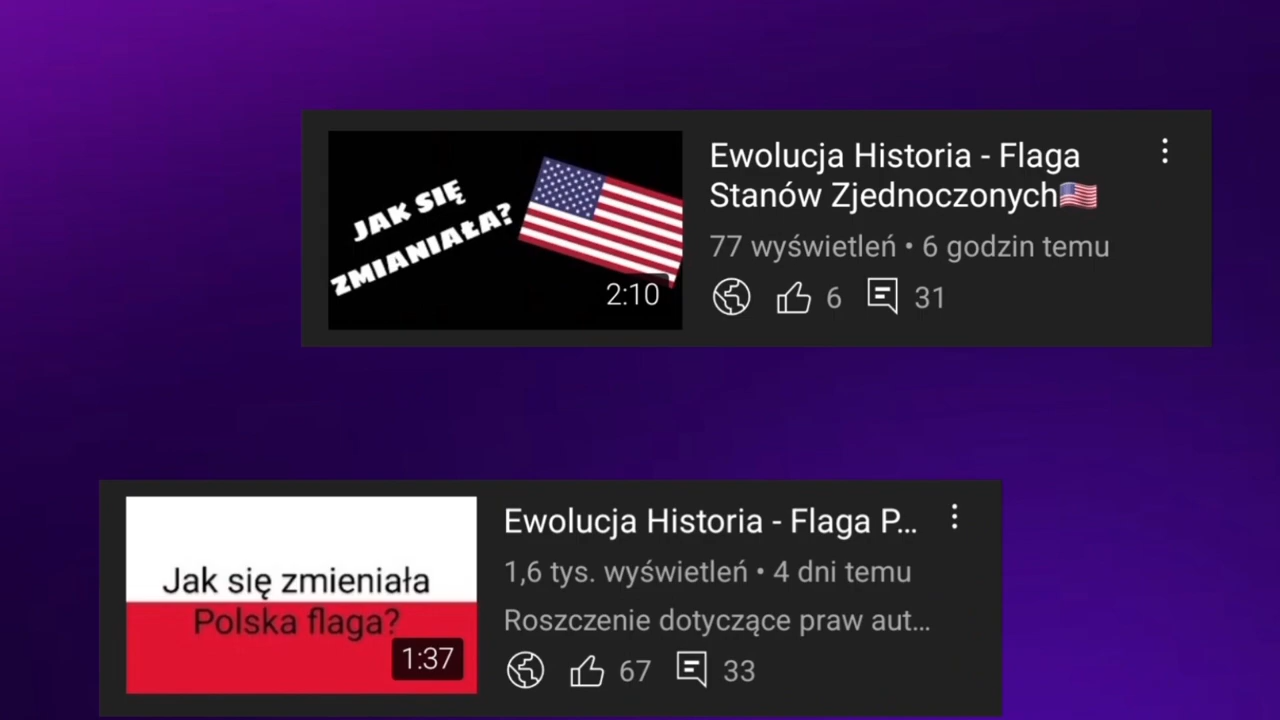 JAK SIĘ
ZMIANIAŁA?
2:10
Ewolucja Historia - Flaga
Stanów Zjednoczonych🇺🇸
77 wyświetleń • 6 godzin temu
6 31
Jak się zmieniała
Polska flaga?
1:37
Ewolucja Historia - Flaga P...
1,6 tys. wyświetleń • 4 dni temu
Roszczenie dotyczące praw aut...
67 33